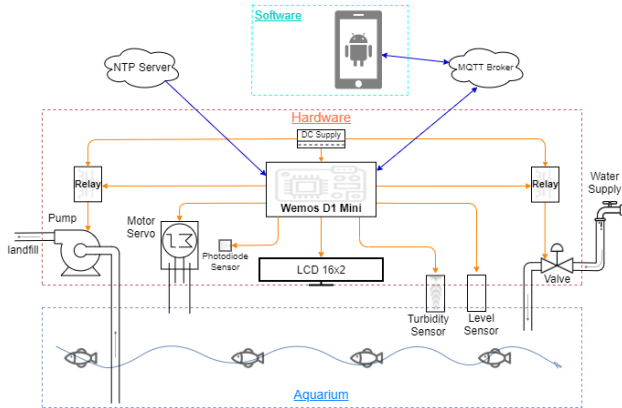 Software
NTP Server
MQTT Broker
Hardware
DC Supply
Relay
Wemos D1 Mini
Relay
Water
Supply
Pump
landfill
Motor
Servo
Photodiode
Sensor
LCD 16x2
Turbidity
Sensor
Level
Sensor
Valve
Aquarium